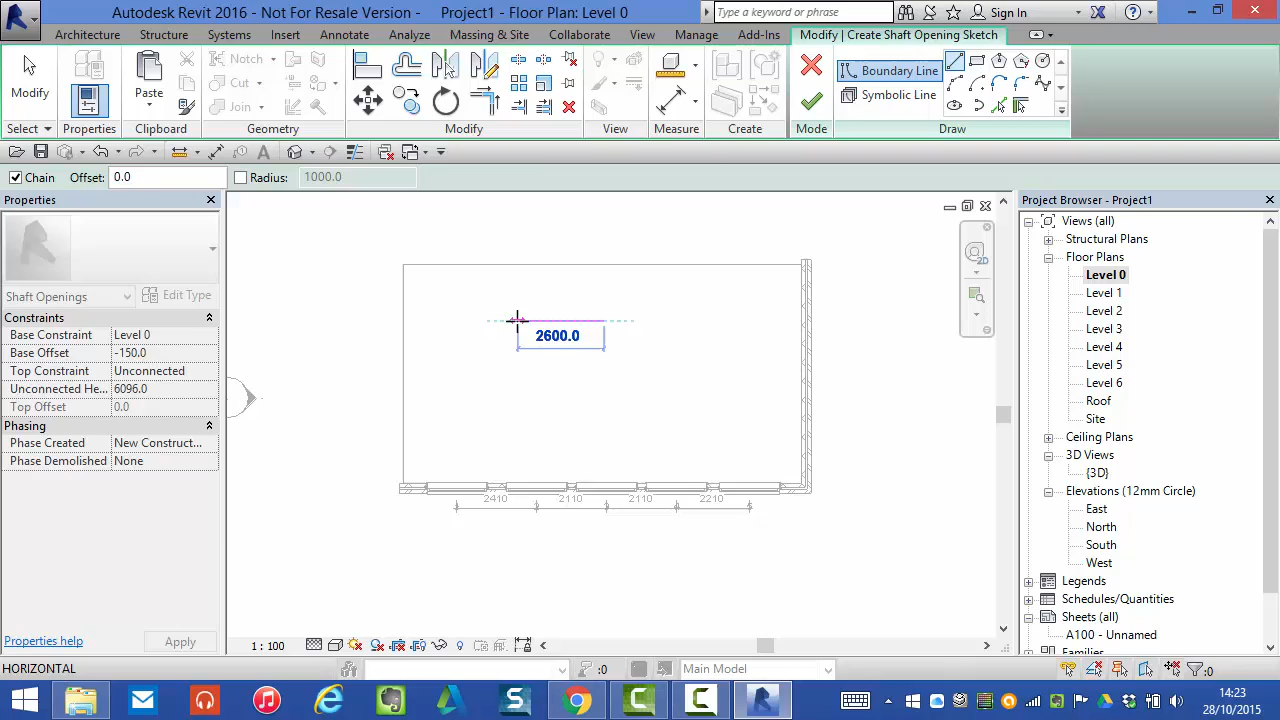 Autodesk Revit 2016 - Not For Resale Version - Project1 - Floor Plan: Level 0
Type a keyword or phrase
Sign In
Architecture Structure Systems Insert Annotate Analyze Massing & Site Collaborate View Manage Add-Ins Modify | Create Shaft Opening Sketch
Modify
Paste
Notch
Cut
Join
Boundary Line
Symbolic Line
Select Properties Clipboard Geometry Modify View Measure Create Mode Draw
Chain Offset: 0.0 Radius: 1000.0
Properties
Shaft Openings Edit Type
Constraints
Base Constraint Level 0
Base Offset -150.0
Top Constraint Unconnected
Unconnected He... 6096.0
Top Offset 0.0
Phasing
Phase Created New Construct...
Phase Demolished None
Properties help Apply
2D
2600.0
2410 2110 2110 2210
1 : 100
Project Browser - Project1
Views (all)
Structural Plans
Floor Plans
Level 0
Level 1
Level 2
Level 3
Level 4
Level 5
Level 6
Roof
Site
Ceiling Plans
3D Views
{3D}
Elevations (12mm Circle)
East
North
South
West
Legends
Schedules/Quantities
Sheets (all)
A100 - Unnamed
Families
HORIZONTAL
:0
Main Model
:0
14:23
28/10/2015